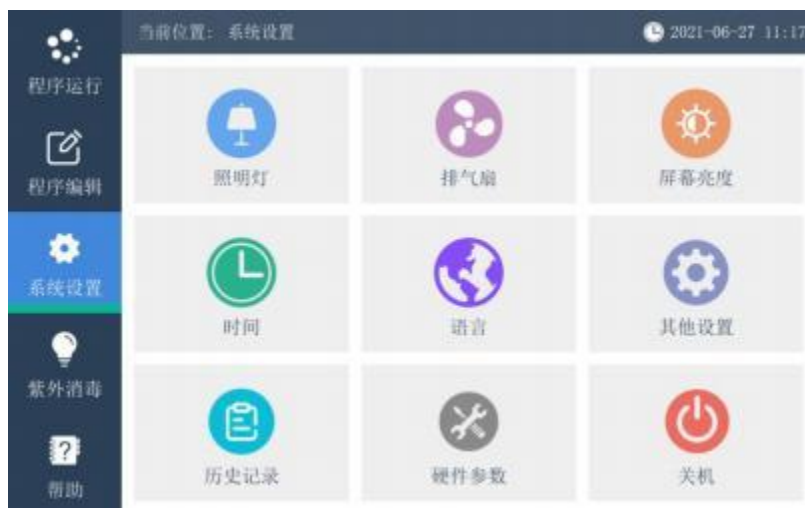 当前位置: 系统设置
2021-06-27 11:17
程序运行
程序编辑
系统设置
紫外消毒
帮助
照明灯
排气扇
屏幕亮度
时间
语言
其他设置
历史记录
硬件参数
关机